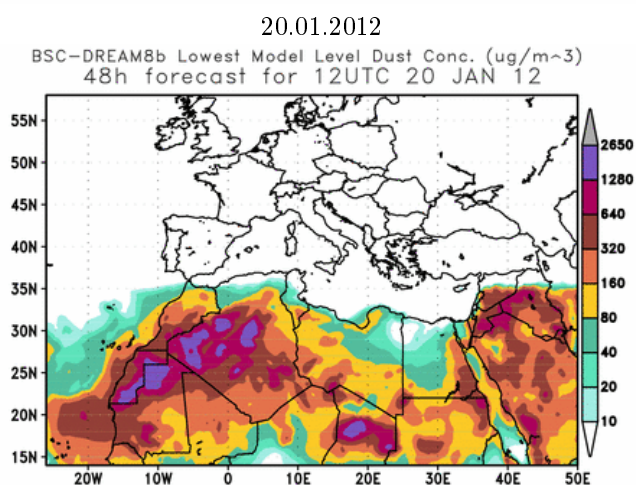 20.01.2012
BSC-DREAM8b Lowest Model Level Dust Conc. (ug/m^3)
48h forecast for 12UTC 20 JAN 12
55N
50N
45N
40N
35N
30N
25N
20N
15N
20W
10W
0
10E
20E
30E
40E
50E
2650
1280
640
320
160
80
40
20
10